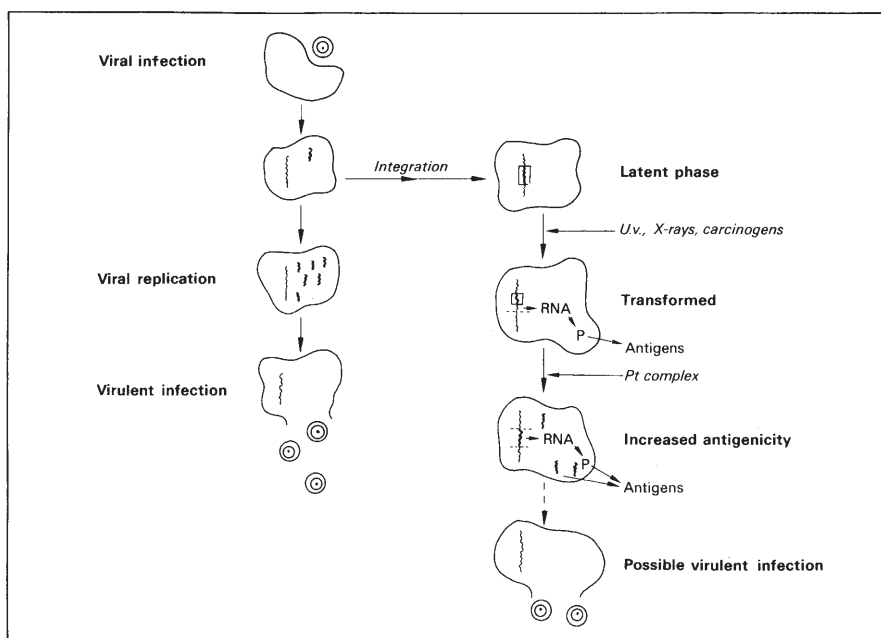 Viral infection
Integration
Latent phase
U.v., X-rays, carcinogens
Viral replication
Transformed
RNA
P
Antigens
Virulent infection
Pt complex
Increased antigenicity
RNA
P
Antigens
Possible virulent infection